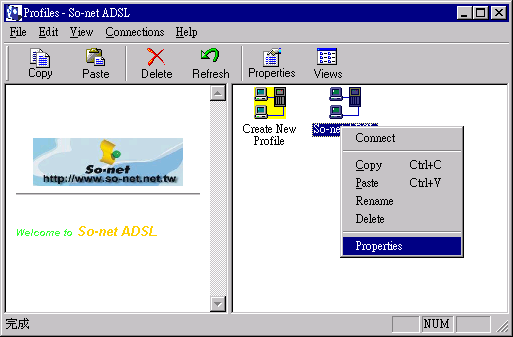 Profiles - So-net ADSL
File Edit View Connections Help
Copy Paste Delete Refresh Properties Views
So-net
http://www.so-net.net.tw
Welcome to So-net ADSL
Create New
Profile
So-net
Connect
Copy Ctrl+C
Paste Ctrl+V
Rename
Delete
Properties
完成
NUM